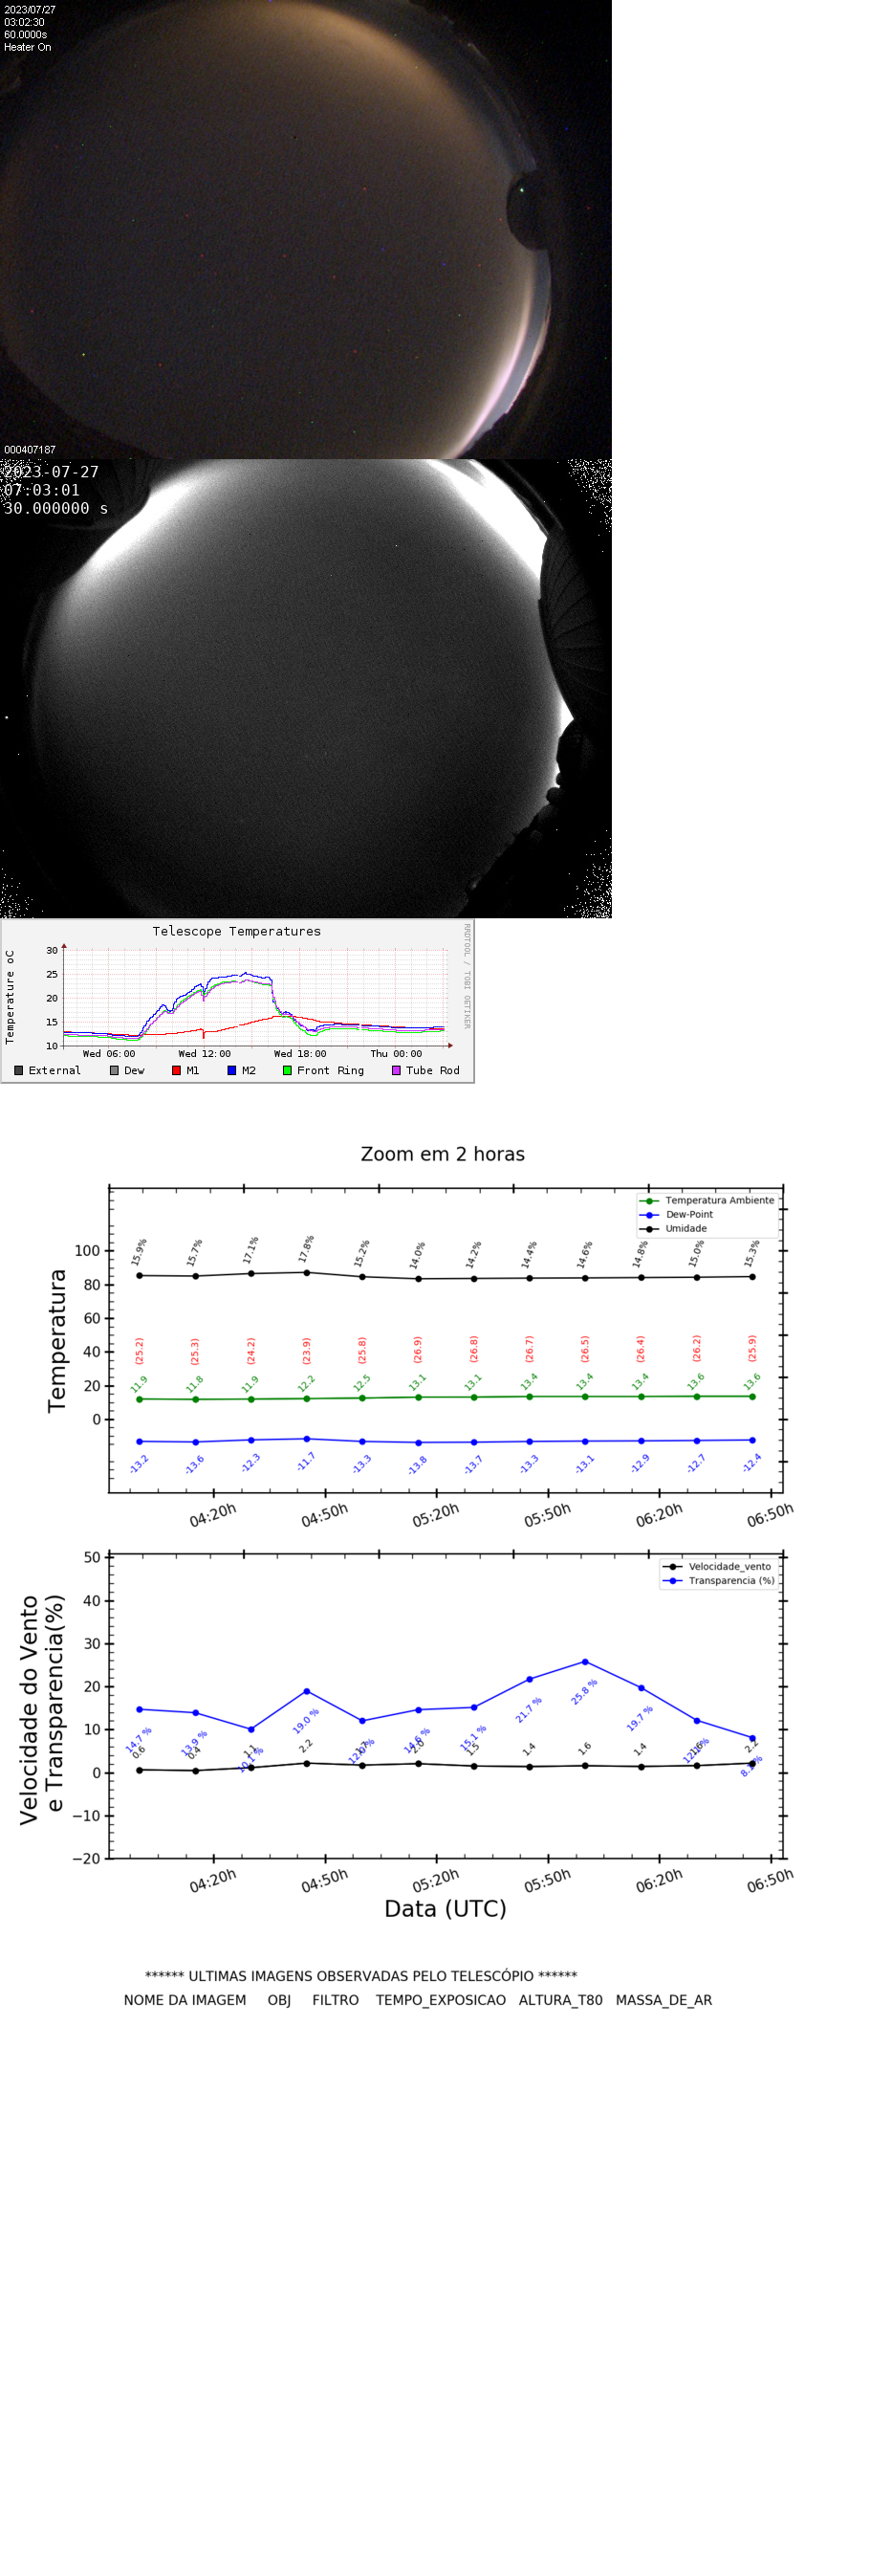 2023/07/27
03:02:30
60.0000s
Heater On
000407187
2023-07-27
07:03:01
30.000000 s
Telescope Temperatures
RRDTOOL / TOBI OETIKER
Temperature oC
30
25
20
15
10
Wed 06:00 Wed 12:00 Wed 18:00 Thu 00:00
External Dew M1 M2 Front Ring Tube Rod
Zoom em 2 horas
Temperatura
Temperatura Ambiente
Dew-Point
Umidade
100
80
60
40
20
0
15.9% 15.7% 17.1% 17.8% 15.2% 14.0% 14.2% 14.4% 14.6% 14.8% 15.0% 15.3%
(25.2) (25.3) (24.2) (23.9) (25.8) (26.9) (26.8) (26.7) (26.5) (26.4) (26.2) (25.9)
11.9 11.8 11.9 12.2 12.5 13.1 13.1 13.4 13.4 13.4 13.6 13.6
-13.2 -13.6 -12.3 -11.7 -13.3 -13.8 -13.7 -13.3 -13.1 -12.9 -12.7 -12.4
04:20h 04:50h 05:20h 05:50h 06:20h 06:50h
Velocidade do Vento
e Transparencia(%)
Velocidade_vento
Transparencia (%)
50
40
30
20
10
0
−10
−20
14.7 % 13.9 % 10.1 % 19.0 % 14.6 % 15.1 % 21.7 % 25.8 % 19.7 %
0.6 0.4 1.1 2.2 2.0 1.5 1.4 1.6 1.4 1.6 2.2
04:20h 04:50h 05:20h 05:50h 06:20h 06:50h
Data (UTC)
****** ULTIMAS IMAGENS OBSERVADAS PELO TELESCÓPIO ******
NOME DA IMAGEM OBJ FILTRO TEMPO_EXPOSICAO ALTURA_T80 MASSA_DE_AR